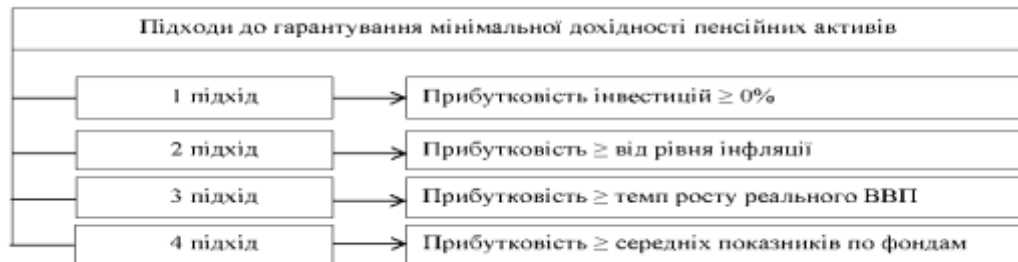 Підходи до гарантування мінімальної дохідності пенсійних активів
1 підхід
Прибутковість інвестицій ≥ 0%
2 підхід
Прибутковість ≥ від рівня інфляції
3 підхід
Прибутковість ≥ темп росту реального ВВП
4 підхід
Прибутковість ≥ середніх показників по фондам